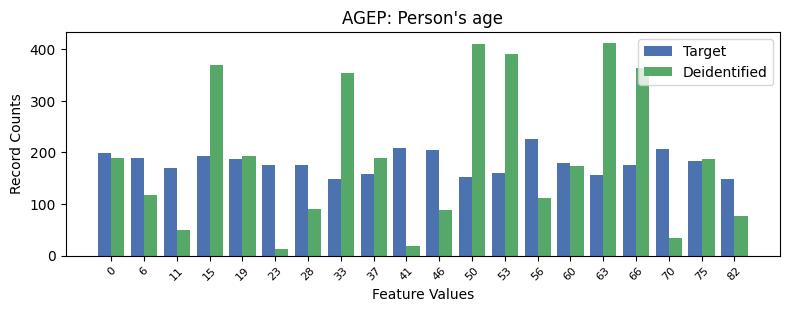 AGEP: Person's age
Record Counts
400
300
200
100
0
Target
Deidentified
0 6 11 15 19 23 28 33 37 41 46 50 53 56 60 63 66 70 75 82
Feature Values